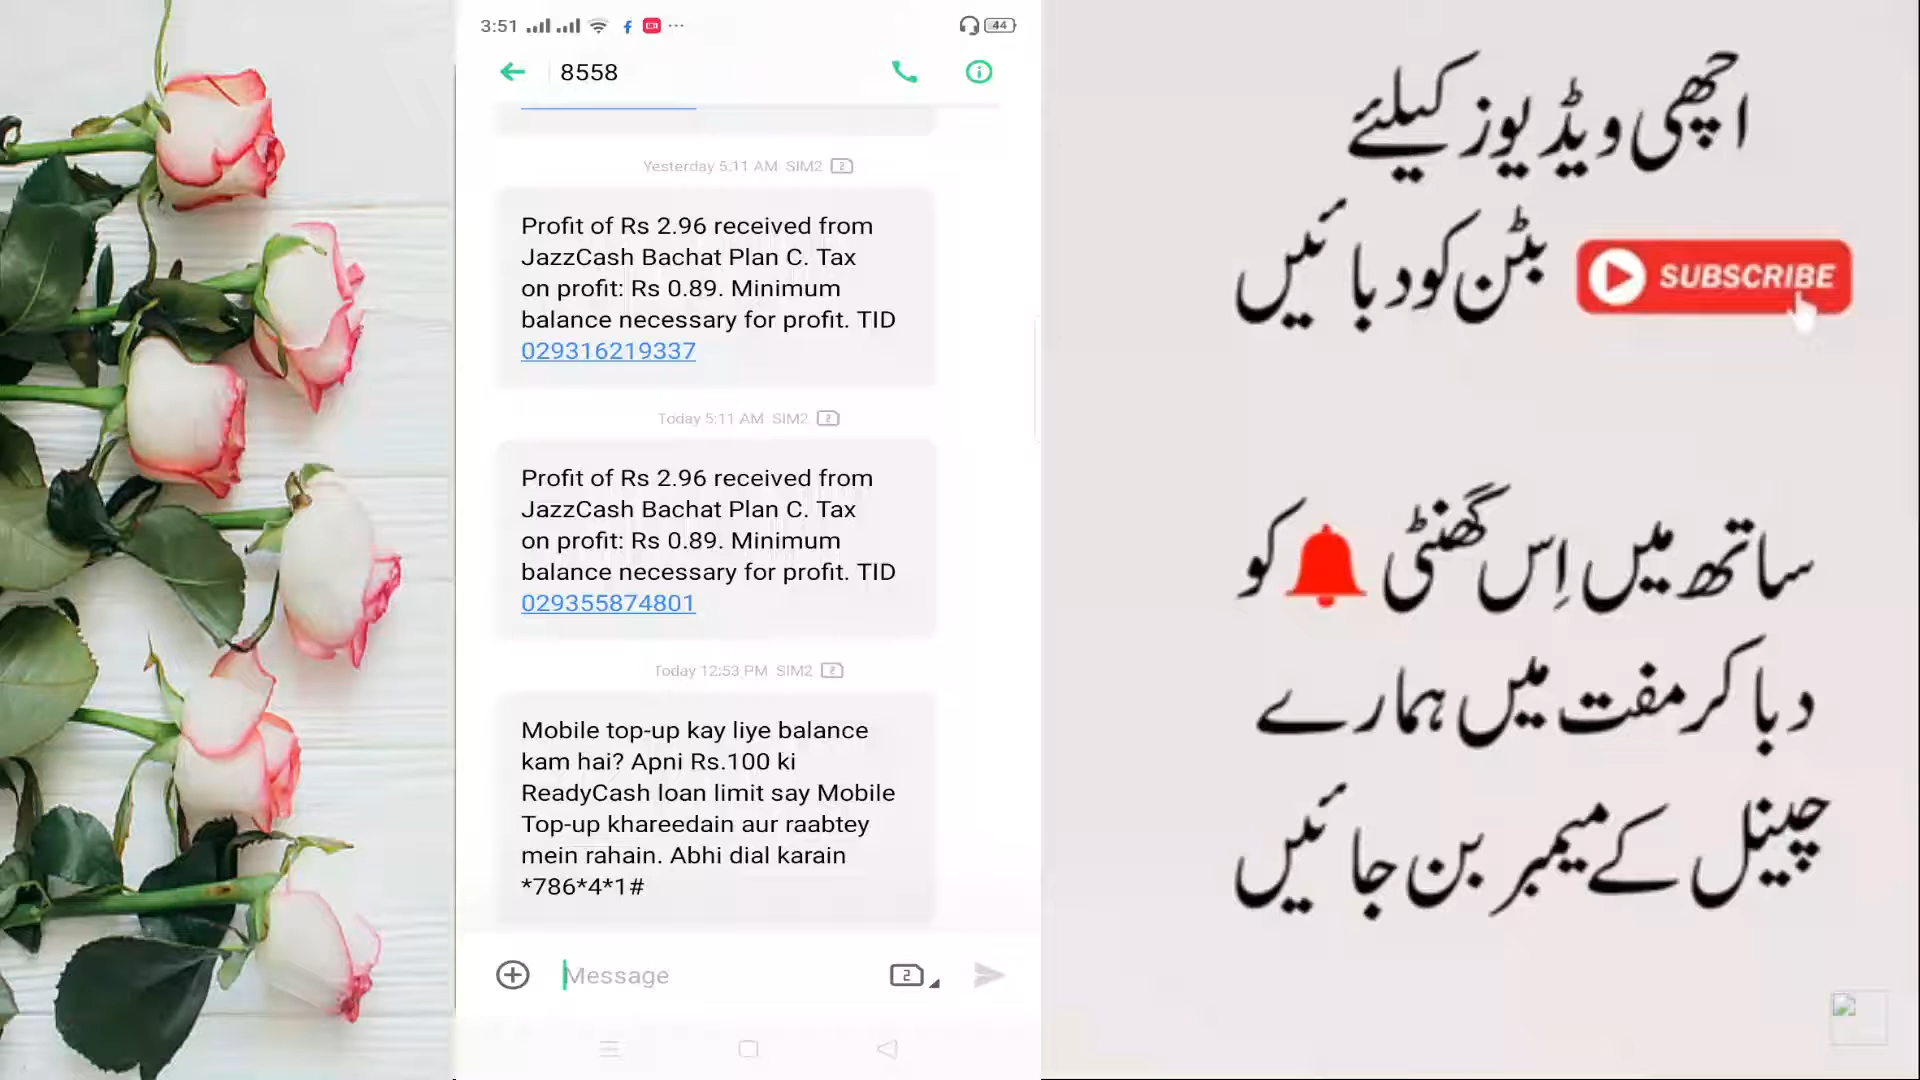 3:51
44
8558
Yesterday 5:11 AM SIM2 2
Profit of Rs 2.96 received from
JazzCash Bachat Plan C. Tax
on profit: Rs 0.89. Minimum
balance necessary for profit. TID
029316219337
Today 5:11 AM SIM2 2
Profit of Rs 2.96 received from
JazzCash Bachat Plan C. Tax
on profit: Rs 0.89. Minimum
balance necessary for profit. TID
029355874801
Today 12:53 PM SIM2 2
Mobile top-up kay liye balance
kam hai? Apni Rs.100 ki
ReadyCash loan limit say Mobile
Top-up khareedain aur raabtey
mein rahain. Abhi dial karain
*786*4*1#
Message
2
اچھی ویڈیوز کیلئے
SUBSCRIBE بٹن کو دبائیں
ساتھ میں اِس گھنٹی کو
دبا کر مفت میں ہمارے
چینل کے میمبر بن جائیں